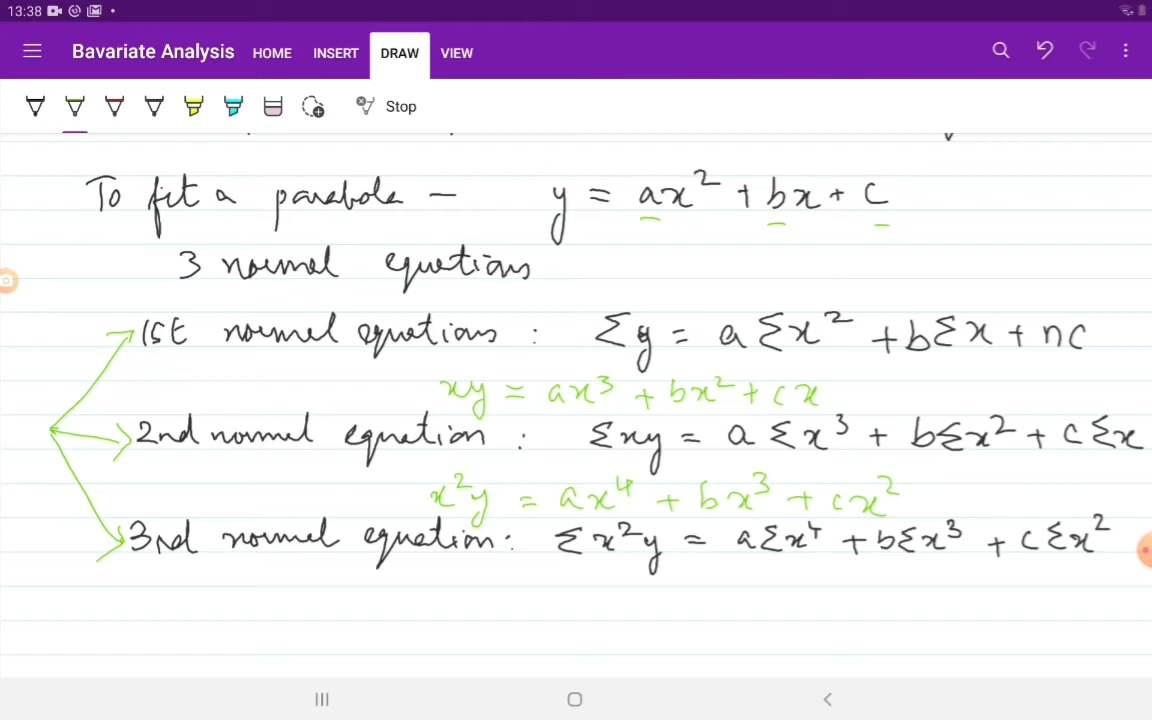 13:38
Bavariate Analysis HOME INSERT DRAW VIEW
Stop
To fit a parabola — y = ax² + bx + c
3 normal equations
1st normal equations : Σy = aΣx² + bΣx + nc
xy = ax³ + bx² + cx
2nd normal equation : Σxy = aΣx³ + bΣx² + cΣx
x²y = ax⁴ + bx³ + cx²
3rd normal equation : Σx²y = aΣx⁴ + bΣx³ + cΣx²